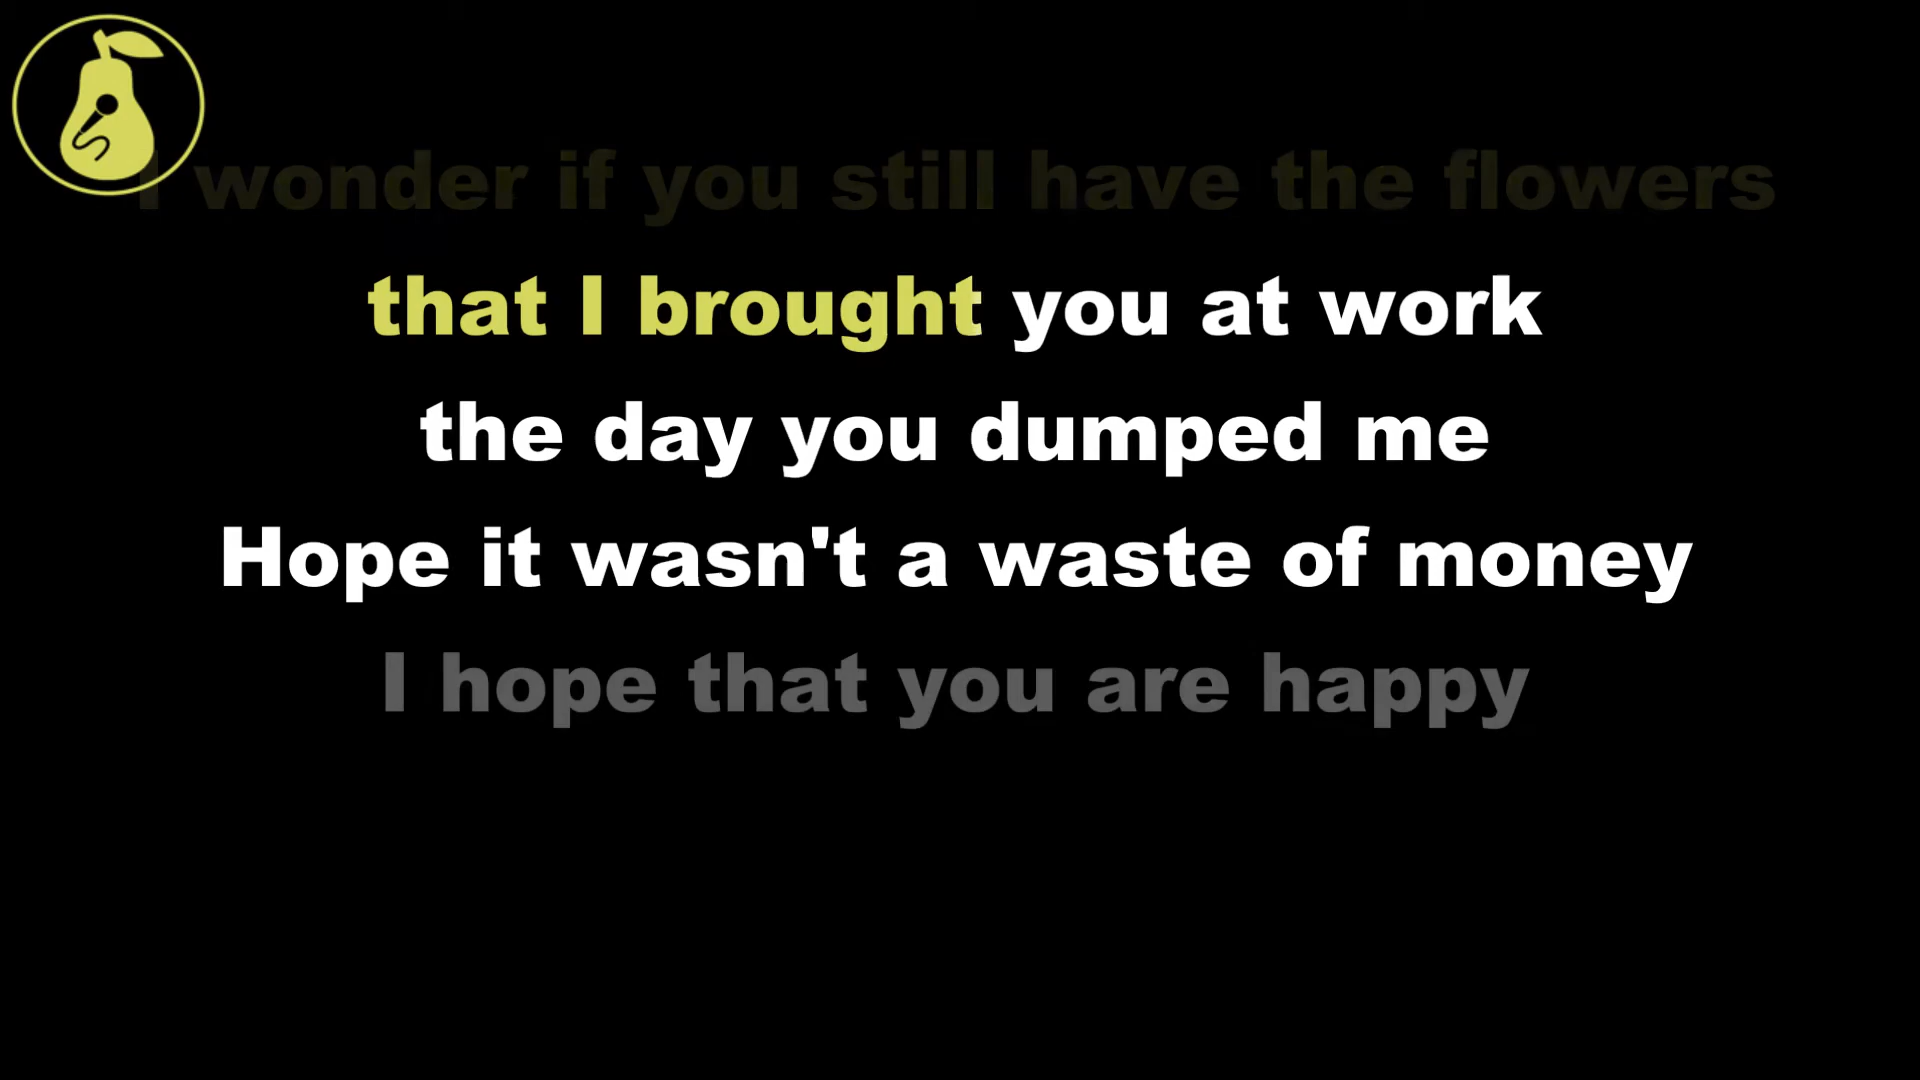 I wonder if you still have the flowers
that I brought you at work
the day you dumped me
Hope it wasn't a waste of money
I hope that you are happy